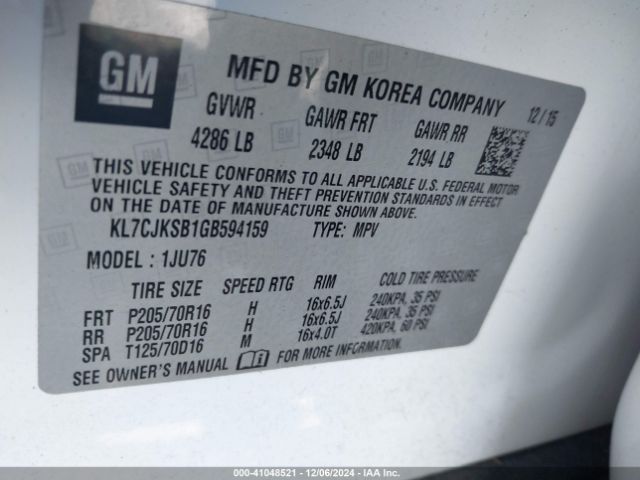 GM
MFD BY GM KOREA COMPANY 12/15
GVWR GAWR FRT GAWR RR
4286 LB 2348 LB 2194 LB
THIS VEHICLE CONFORMS TO ALL APPLICABLE U.S. FEDERAL MOTOR
VEHICLE SAFETY AND THEFT PREVENTION STANDARDS IN EFFECT
ON THE DATE OF MANUFACTURE SHOWN ABOVE.
KL7CJKSB1GB594159 TYPE: MPV
MODEL : 1JU76
TIRE SIZE SPEED RTG RIM COLD TIRE PRESSURE
FRT P205/70R16 H 16x6.5J 240KPA, 35 PSI
RR P205/70R16 H 16x6.5J 240KPA, 35 PSI
SPA T125/70D16 M 16x4.0T 420KPA, 60 PSI
SEE OWNER'S MANUAL FOR MORE INFORMATION.
000-41048521 - 12/06/2024 - IAA Inc.